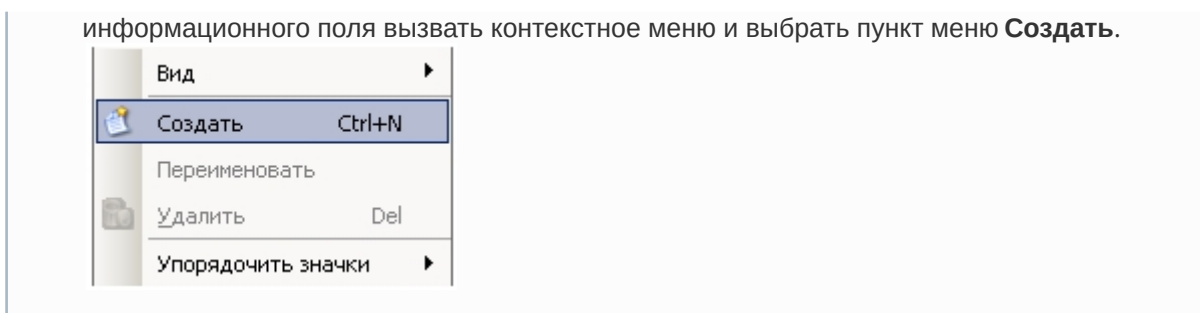 информационного поля вызвать контекстное меню и выбрать пункт меню Создать.
Вид
Создать Ctrl+N
Переименовать
Удалить Del
Упорядочить значки